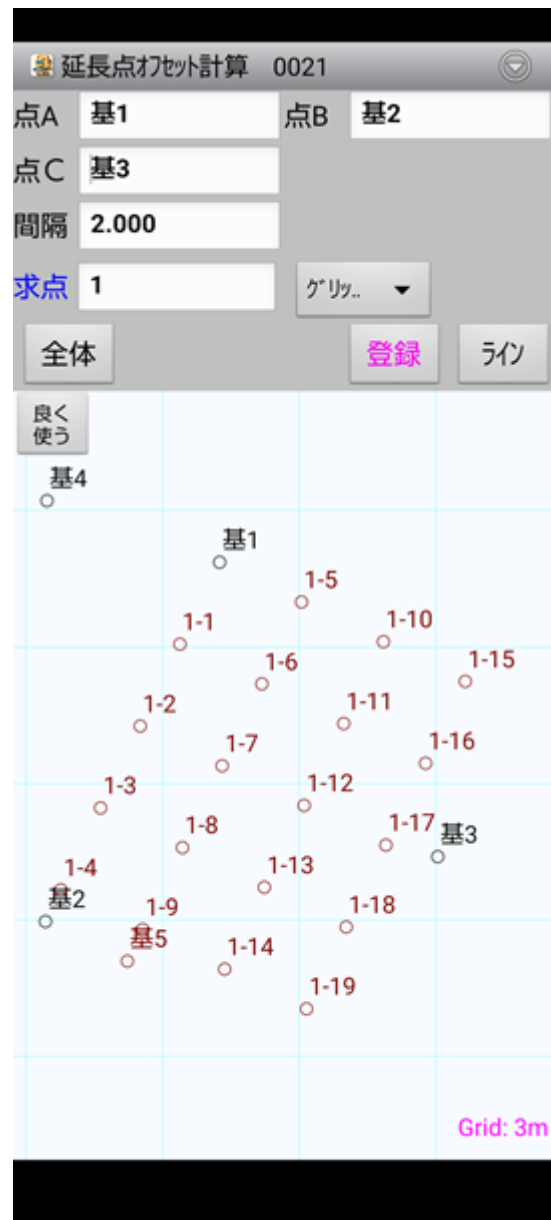 延長点ｵﾌｾｯﾄ計算 0021
点A 基1 点B 基2
点C 基3
間隔 2.000
求点 1 ｸﾞﾘｯ..
全体 登録 ﾗｲﾝ
良く
使う
基4
基1
1-5
1-1 1-10
1-6 1-15
1-2 1-11
1-7 1-16
1-3 1-12
1-8 1-17 基3
1-4 1-13
基2 1-9 1-18
基5 1-14
1-19
Grid: 3m